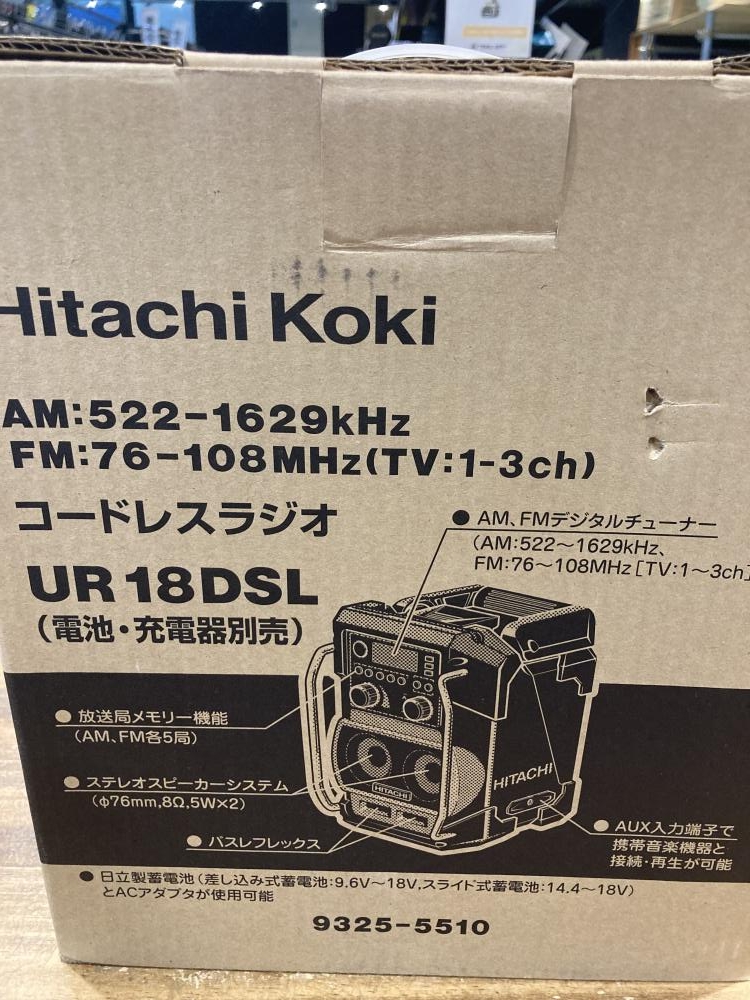 Hitachi Koki
AM:522-1629kHz
FM:76-108MHz(TV:1-3ch)
コードレスラジオ
UR18DSL
(電池・充電器別売)
● AM、FMデジタルチューナー
(AM:522〜1629kHz、
FM:76〜108MHz[TV:1〜3ch]
● 放送局メモリー機能
(AM、FM各5局)
● ステレオスピーカーシステム
(φ76mm,8Ω,5W×2)
● バスレフレックス
HITACHI
HITACHI
● AUX入力端子で
携帯音楽機器と
接続・再生が可能
● 日立製蓄電池(差し込み式蓄電池:9.6V〜18V,スライド式蓄電池:14.4〜18V)
とACアダプタが使用可能
9325-5510